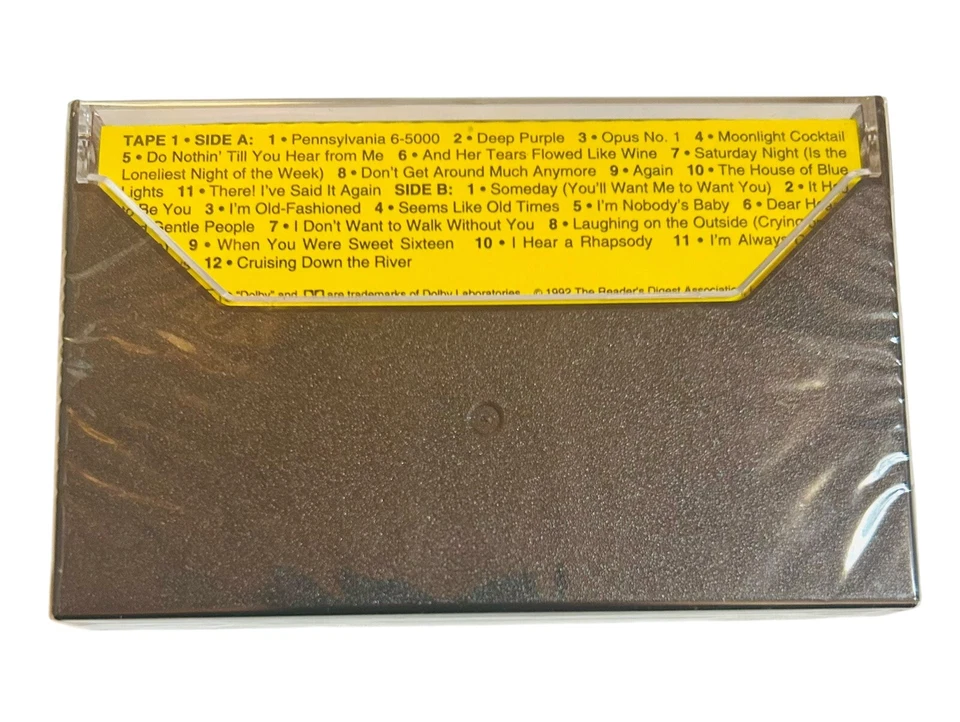 TAPE 1 • SIDE A: 1 • Pennsylvania 6-5000 2 • Deep Purple 3 • Opus No. 1 4 • Moonlight Cocktail
5 • Do Nothin' Till You Hear from Me 6 • And Her Tears Flowed Like Wine 7 • Saturday Night (Is the
Loneliest Night of the Week) 8 • Don't Get Around Much Anymore 9 • Again 10 • The House of Blue
Lights 11 • There! I've Said It Again SIDE B: 1 • Someday (You'll Want Me to Want You) 2 • It
Be You 3 • I'm Old-Fashioned 4 • Seems Like Old Times 5 • I'm Nobody's Baby 6 • Dear
Gentle People 7 • I Don't Want to Walk Without You 8 • Laughing on the Outside (Crying
9 • When You Were Sweet Sixteen 10 • I Hear a Rhapsody 11 • I'm
12 • Cruising Down the River
"Dolby" and are trademarks of Dolby Laboratories © 1992 The Reader's Digest